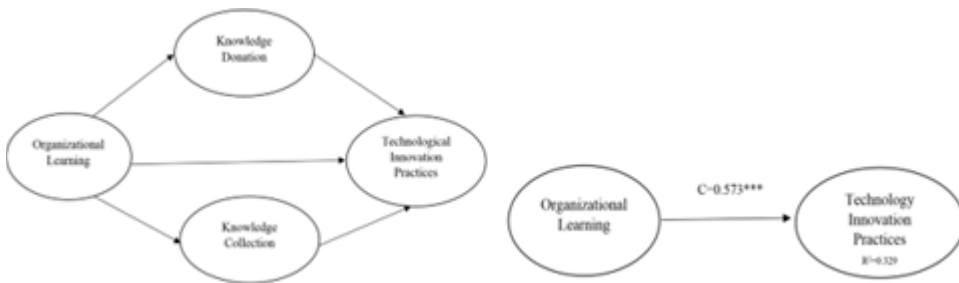 Knowledge
Donation
Organizational
Learning
Technological
Innovation
Practices
Knowledge
Collection
Organizational
Learning
C=0.573***
Technology
Innovation
Practices
R²=0.329